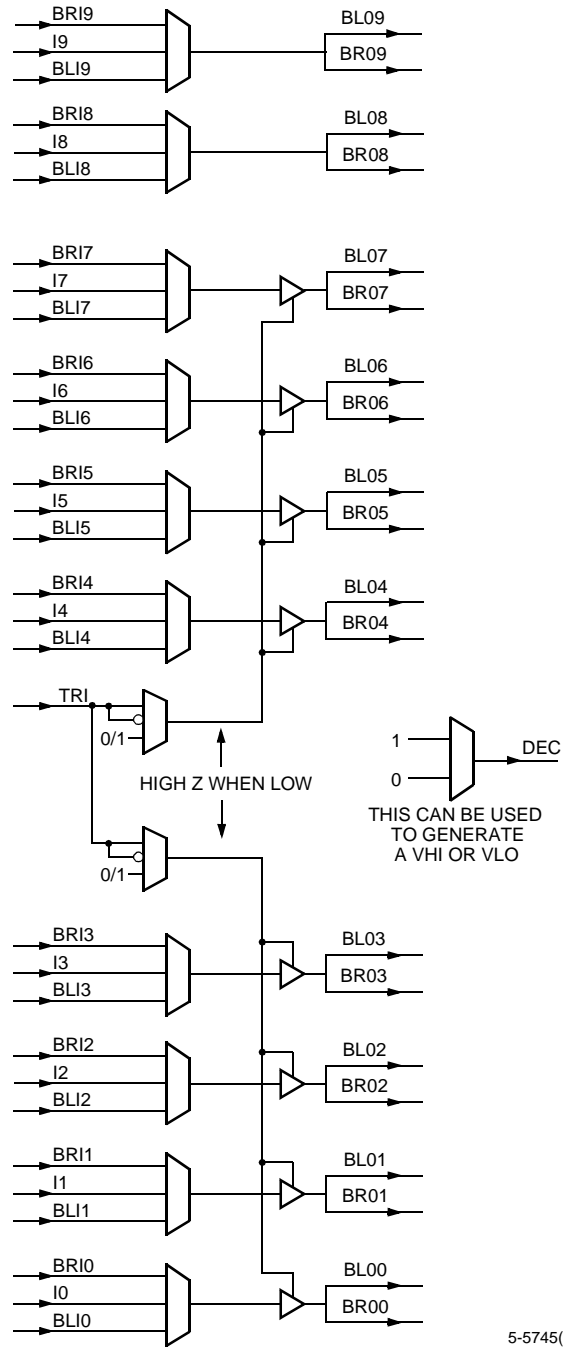 BRI9
I9
BLI9
BL09
BR09
BRI8
I8
BLI8
BL08
BR08
BRI7
I7
BLI7
BL07
BR07
BRI6
I6
BLI6
BL06
BR06
BRI5
I5
BLI5
BL05
BR05
BRI4
I4
BLI4
BL04
BR04
TRI
0/1
HIGH Z WHEN LOW
1
0
DEC
THIS CAN BE USED
TO GENERATE
A VHI OR VLO
0/1
BRI3
I3
BLI3
BL03
BR03
BRI2
I2
BLI2
BL02
BR02
BRI1
I1
BLI1
BL01
BR01
BRI0
I0
BLI0
BL00
BR00
5-5745(